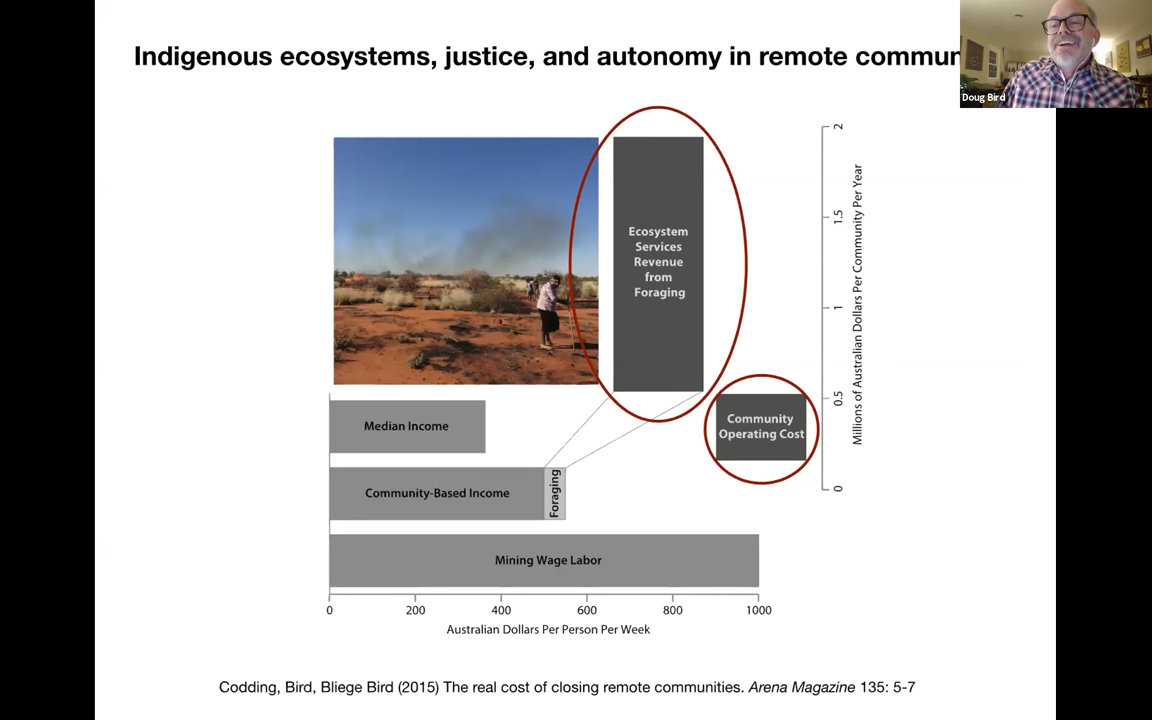 Indigenous ecosystems, justice, and autonomy in remote commun
Doug Bird
Ecosystem
Services
Revenue
from
Foraging
2
1.5
1
0.5
0
Millions of Australian Dollars Per Community Per Year
Community
Operating Cost
Median Income
Community-Based Income
Foraging
Mining Wage Labor
0 200 400 600 800 1000
Australian Dollars Per Person Per Week
Codding, Bird, Bliege Bird (2015) The real cost of closing remote communities. Arena Magazine 135: 5-7